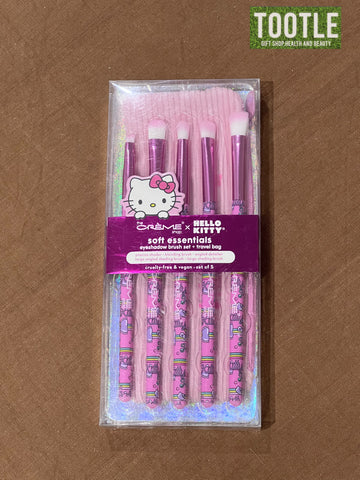 TOOTLE
GIFT SHOP, HEALTH AND BEAUTY
the CRÈME shop x HELLO KITTY
soft essentials
eyeshadow brush set + travel bag
cruelty-free & vegan - set of 5